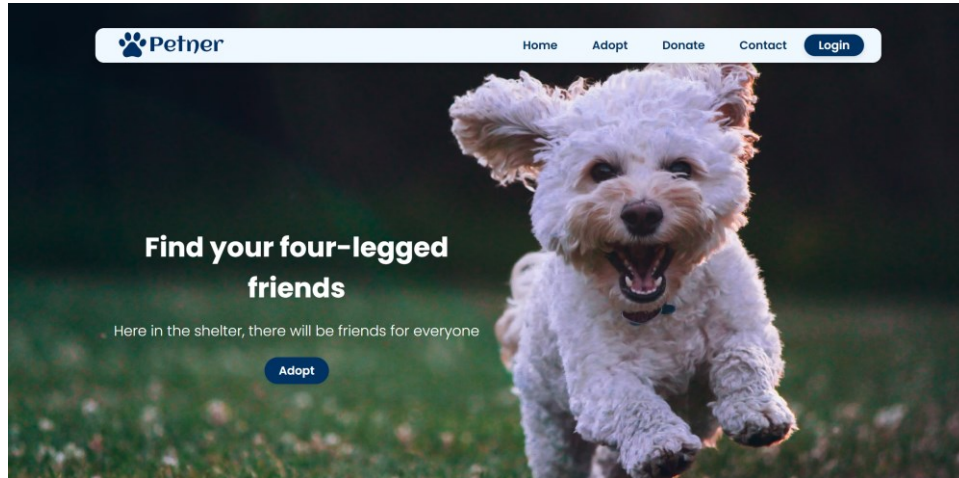 Petner
Home Adopt Donate Contact Login
Find your four-legged
friends
Here in the shelter, there will be friends for everyone
Adopt